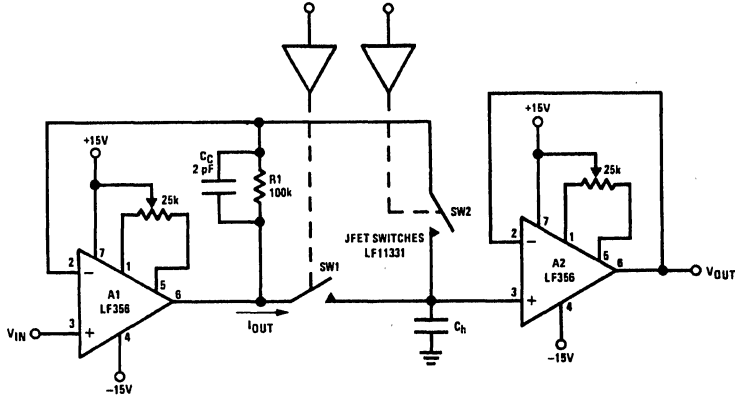 +15V
25k
2
7
1
5
6
A1
LF356
3
4
VIN
-15V
CC
2 pF
R1
100k
SW1
IOUT
SW2
JFET SWITCHES
LF11331
Ch
+15V
25k
2
7
1
5
6
A2
LF356
3
4
VOUT
-15V